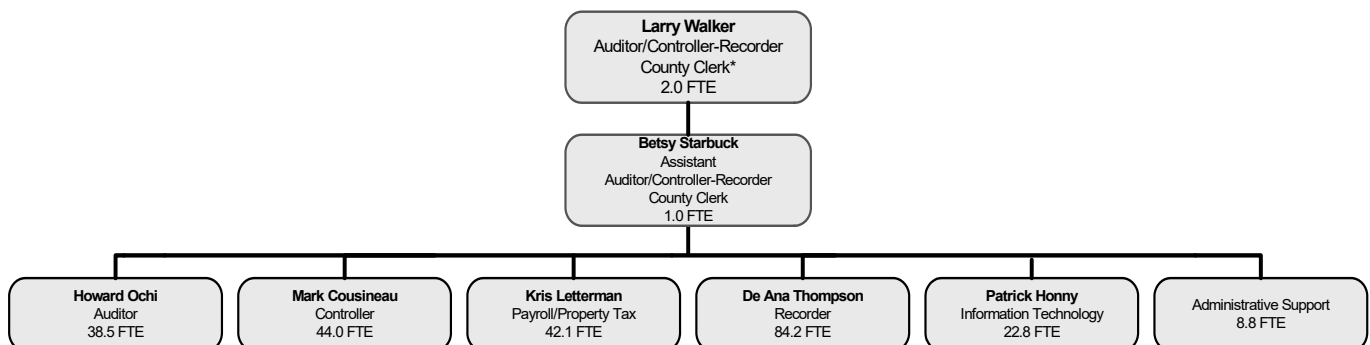 Larry Walker
Auditor/Controller-Recorder
County Clerk*
2.0 FTE
Betsy Starbuck
Assistant
Auditor/Controller-Recorder
County Clerk
1.0 FTE
Howard Ochi
Auditor
38.5 FTE
Mark Cousineau
Controller
44.0 FTE
Kris Letterman
Payroll/Property Tax
42.1 FTE
De Ana Thompson
Recorder
84.2 FTE
Patrick Honny
Information Technology
22.8 FTE
Administrative Support
8.8 FTE